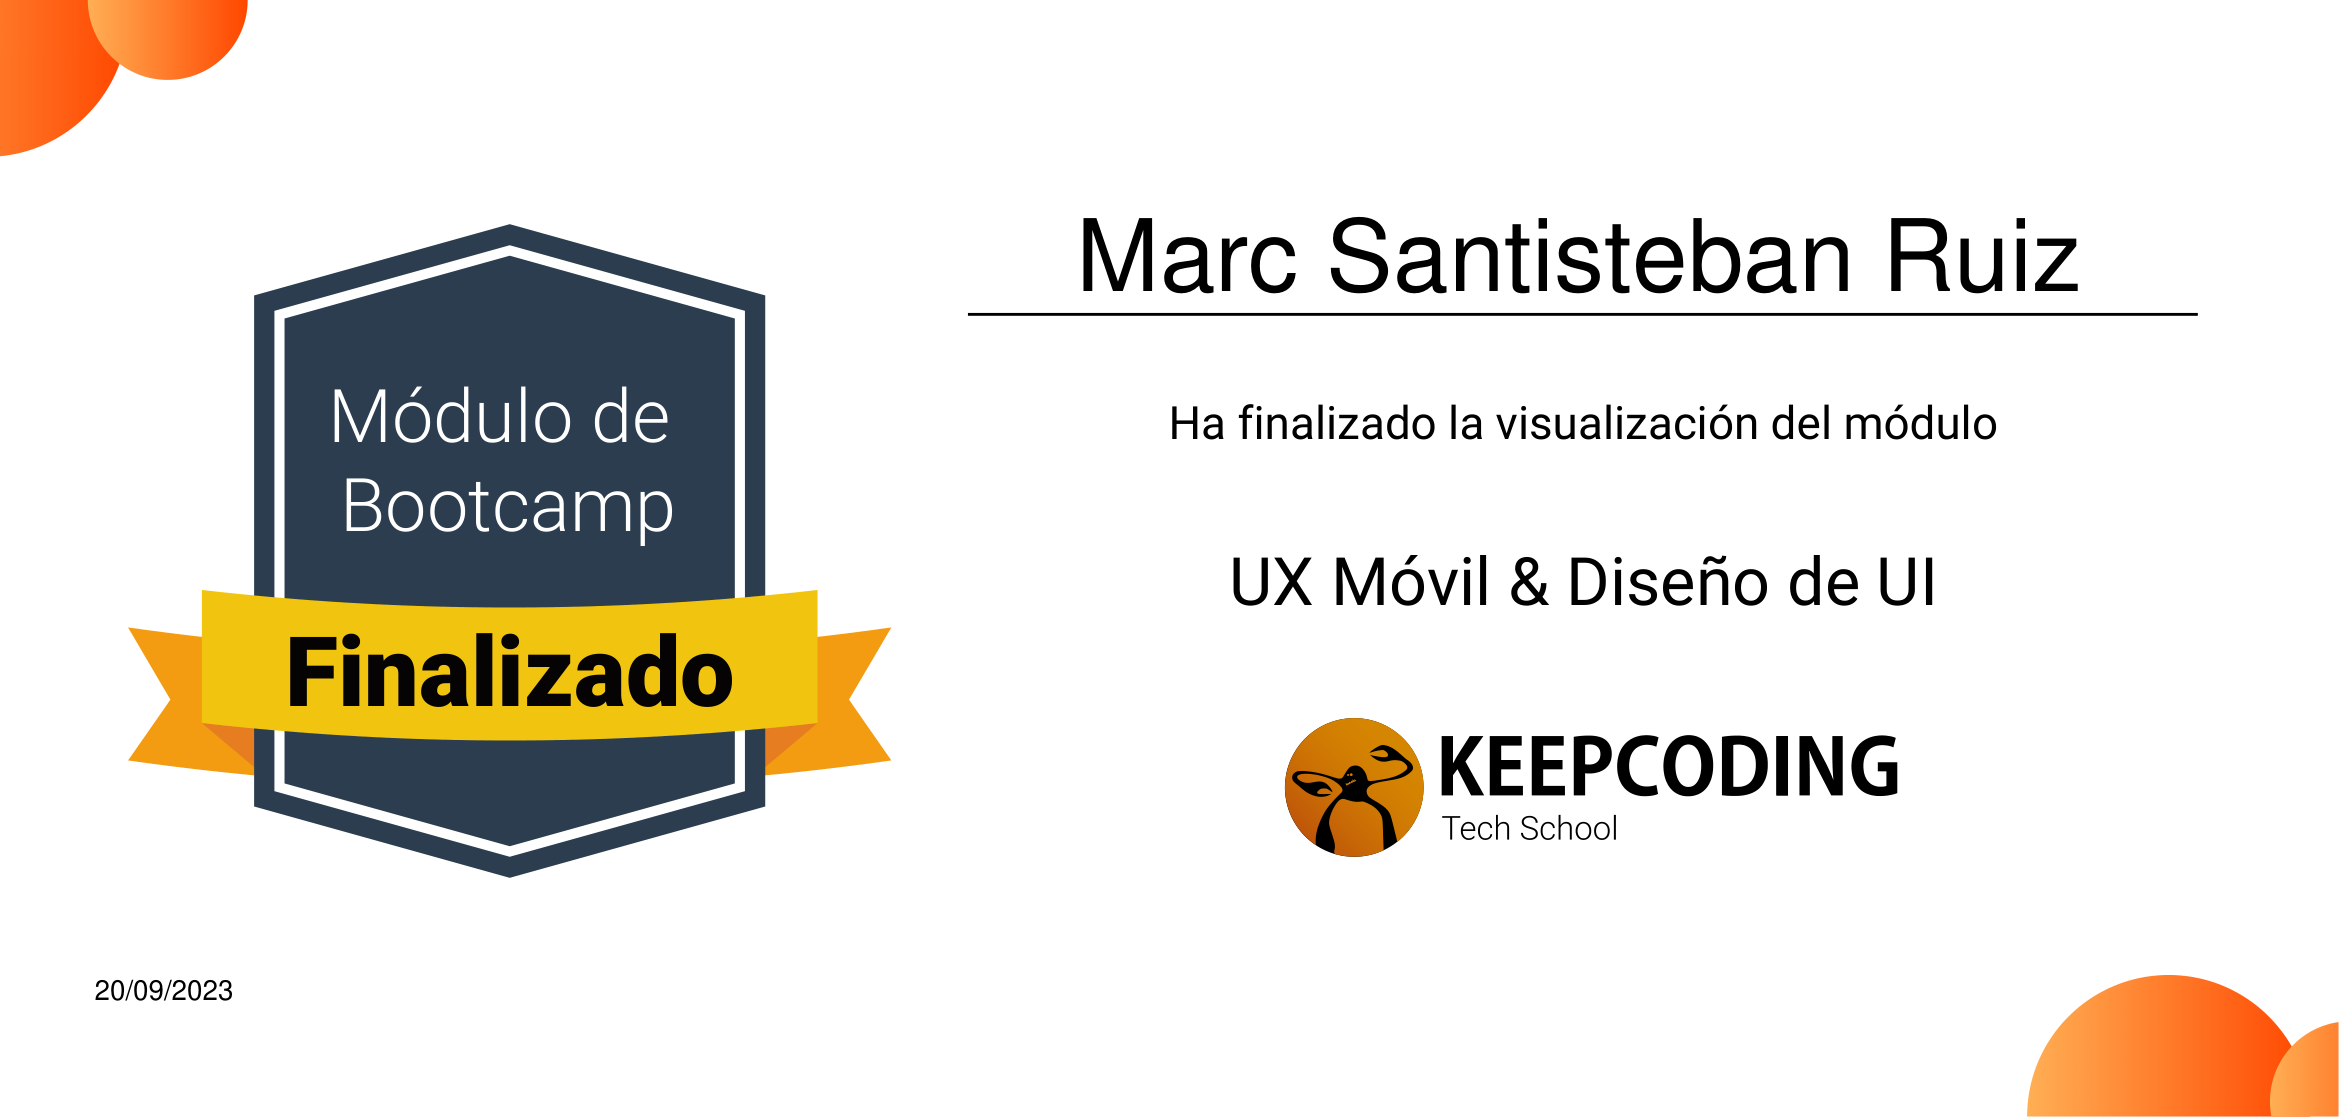 Módulo de
Bootcamp
Finalizado
Marc Santisteban Ruiz
Ha finalizado la visualización del módulo
UX Móvil & Diseño de UI
KEEPCODING
Tech School
20/09/2023